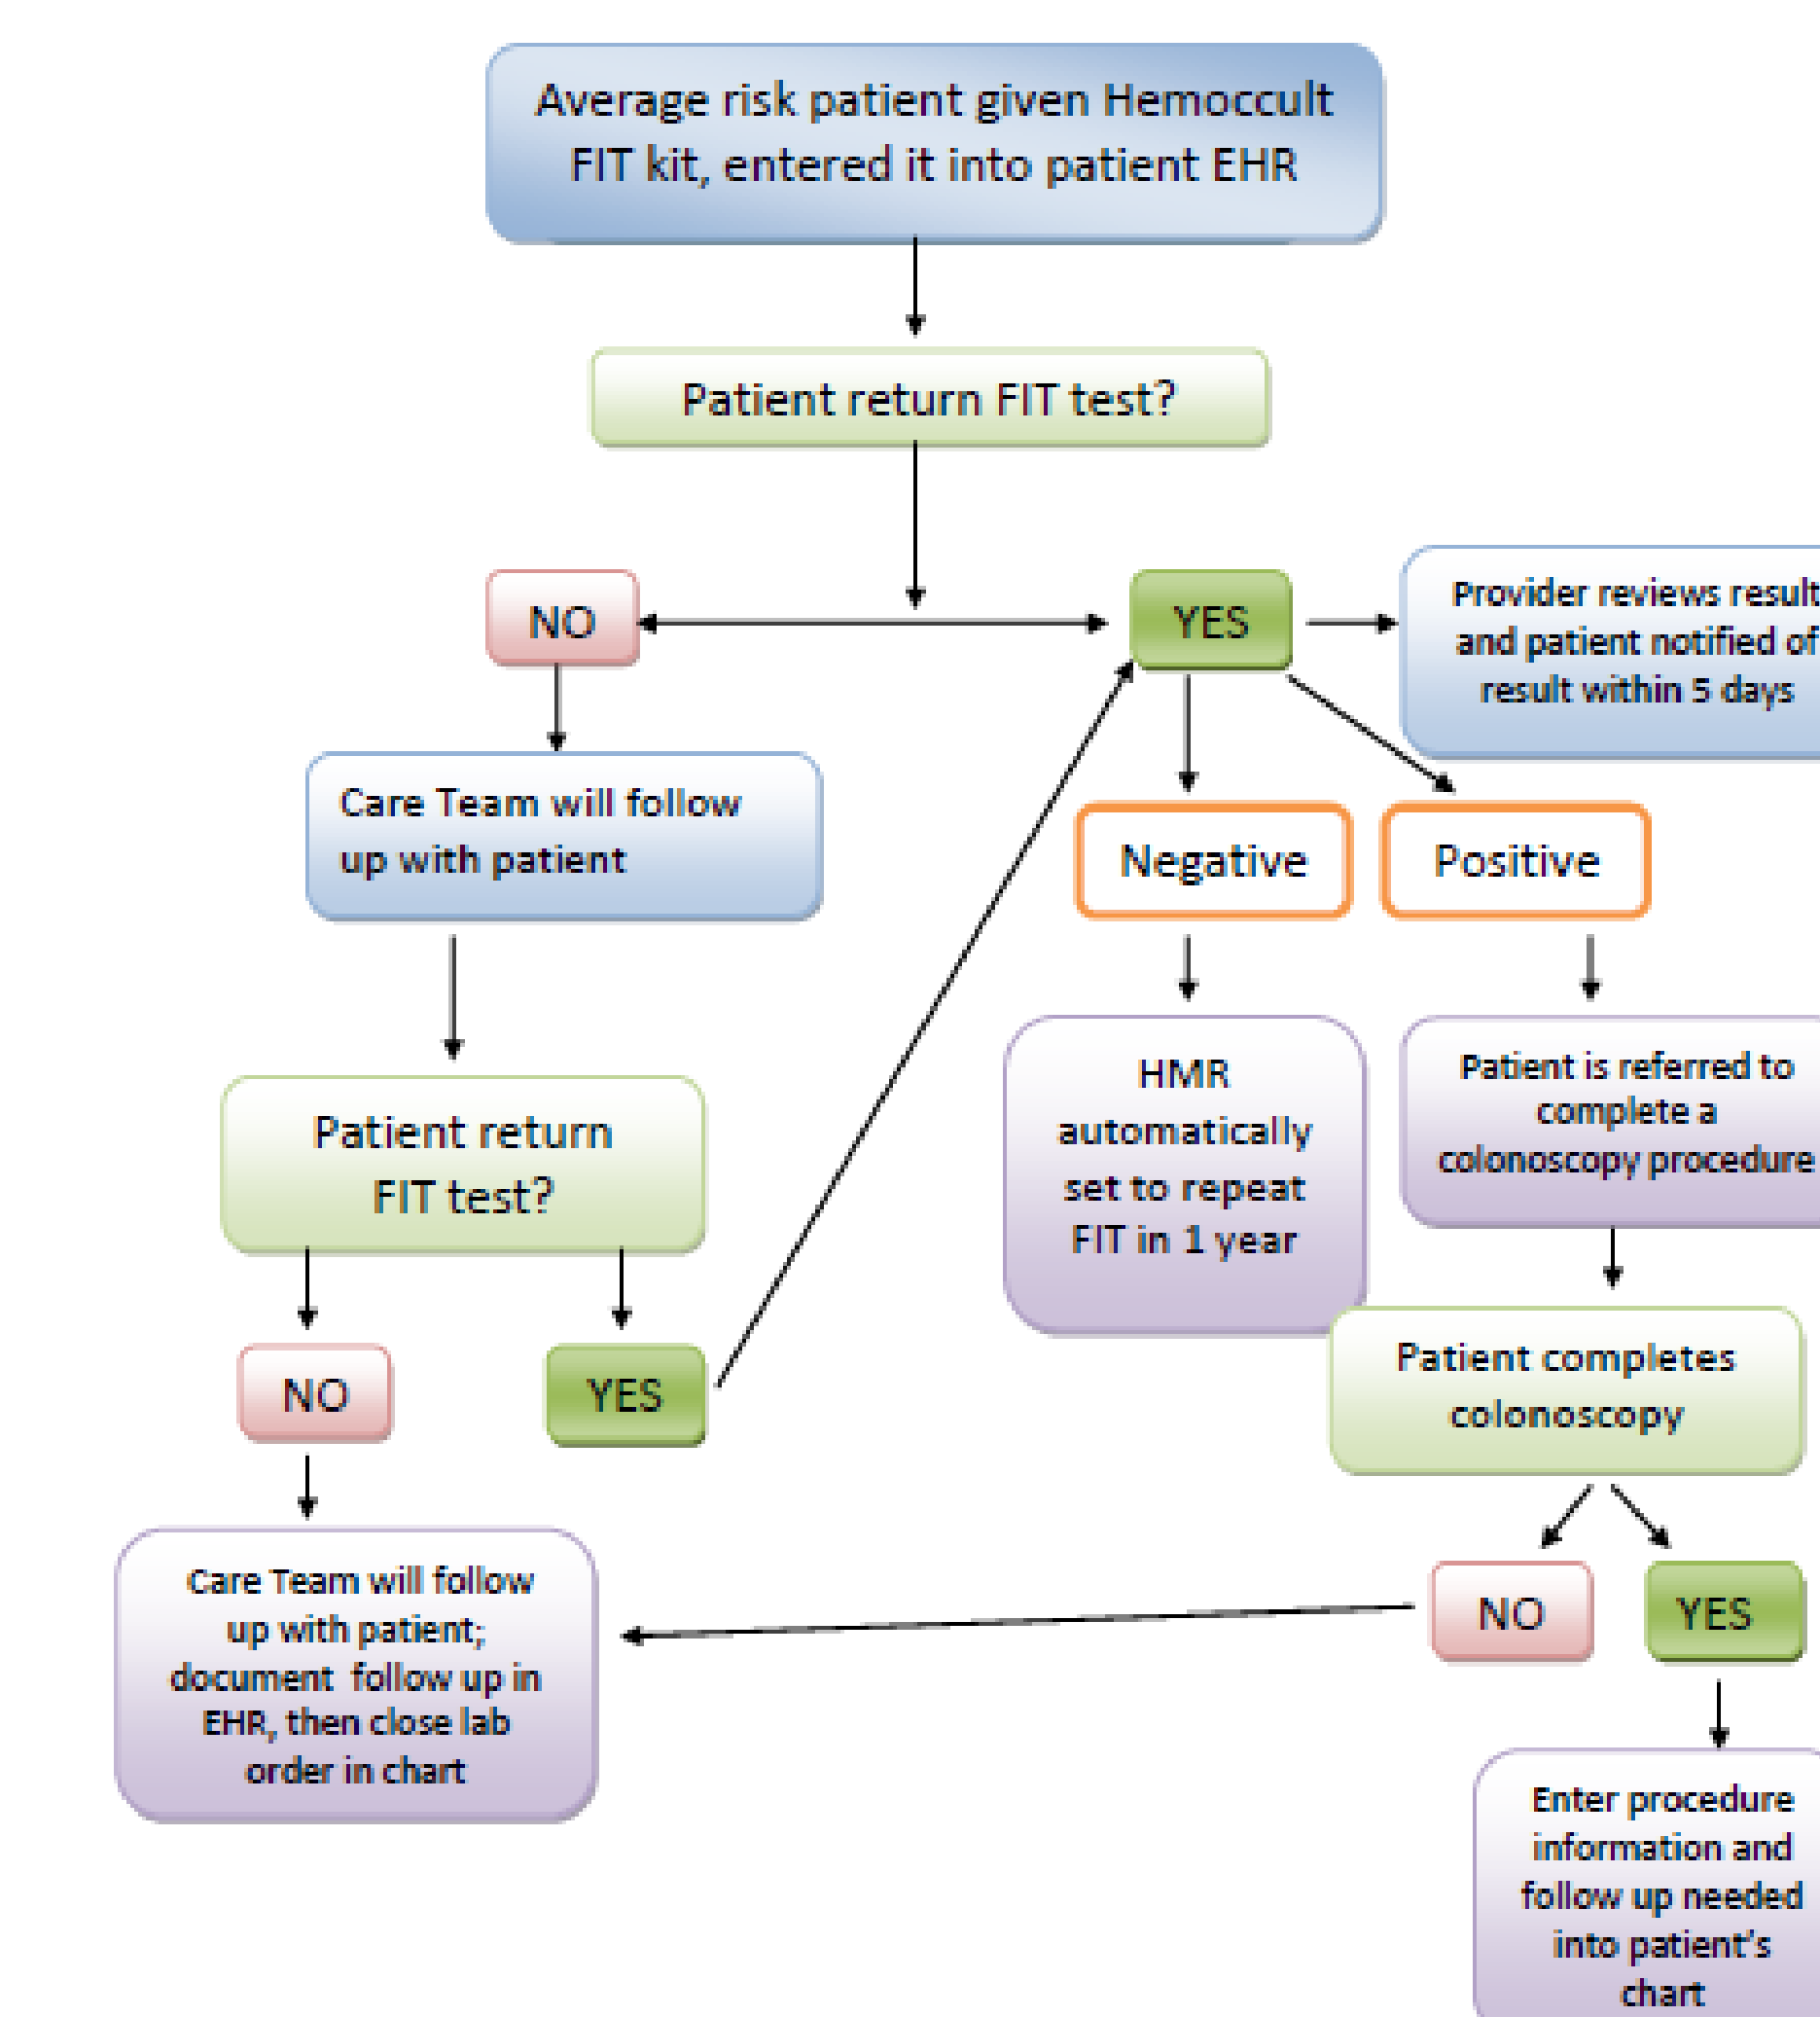 Average risk patient given Hemoccult
FIT kit, entered it into patient EHR
Patient return FIT test?
NO
YES
Provider reviews result
and patient notified of
result within 5 days
Care Team will follow
up with patient
Negative
Positive
Patient return
FIT test?
HMR
automatically
set to repeat
FIT in 1 year
Patient is referred to
complete a
colonoscopy procedure
NO
YES
Patient completes
colonoscopy
Care Team will follow
up with patient;
document follow up in
EHR, then close lab
order in chart
NO
YES
Enter procedure
information and
follow up needed
into patient's
chart